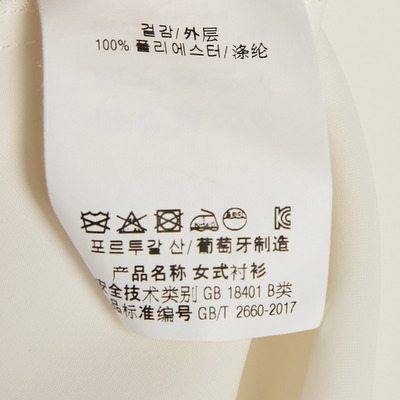 겉감/外层
100% 폴리에스터/涤纶
포르투갈 산/葡萄牙制造
产品名称 女式衬衫
安全技术类别 GB 18401 B类
品标准编号 GB/T 2660-2017